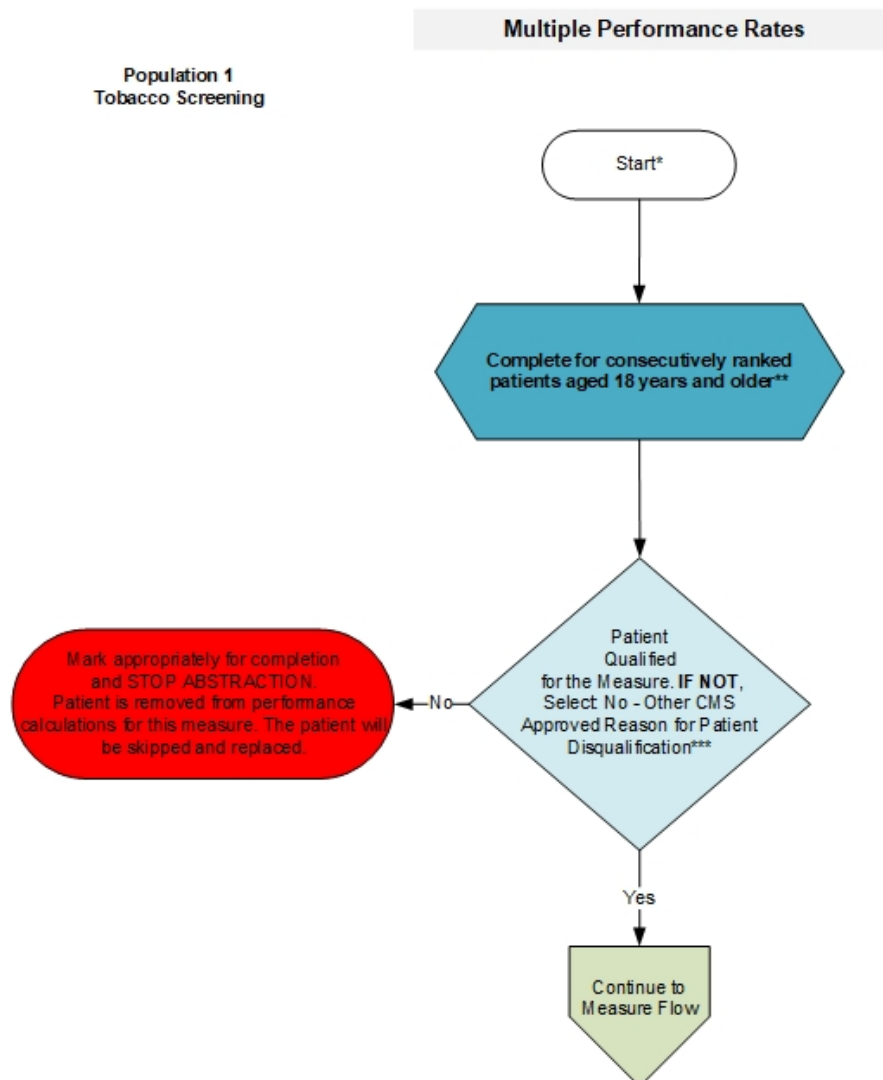 Multiple Performance Rates
Population 1
Tobacco Screening
Start*
Complete for consecutively ranked
patients aged 18 years and older**
Patient
Qualified
for the Measure. IF NOT,
Select: No - Other CMS
Approved Reason for Patient
Disqualification***
No
Mark appropriately for completion
and STOP ABSTRACTION.
Patient is removed from performance
calculations for this measure. The patient will
be skipped and replaced.
Yes
Continue to
Measure Flow